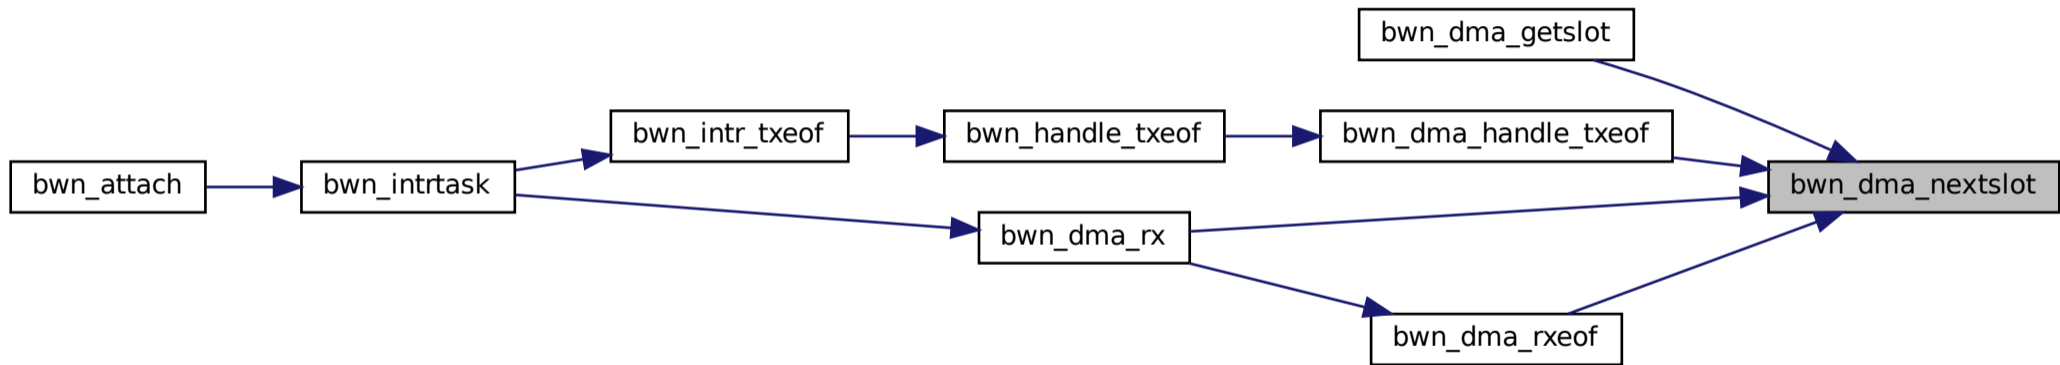 bwn_dma_getslot
bwn_intr_txeof
bwn_handle_txeof
bwn_dma_handle_txeof
bwn_attach
bwn_intrtask
bwn_dma_nextslot
bwn_dma_rx
bwn_dma_rxeof